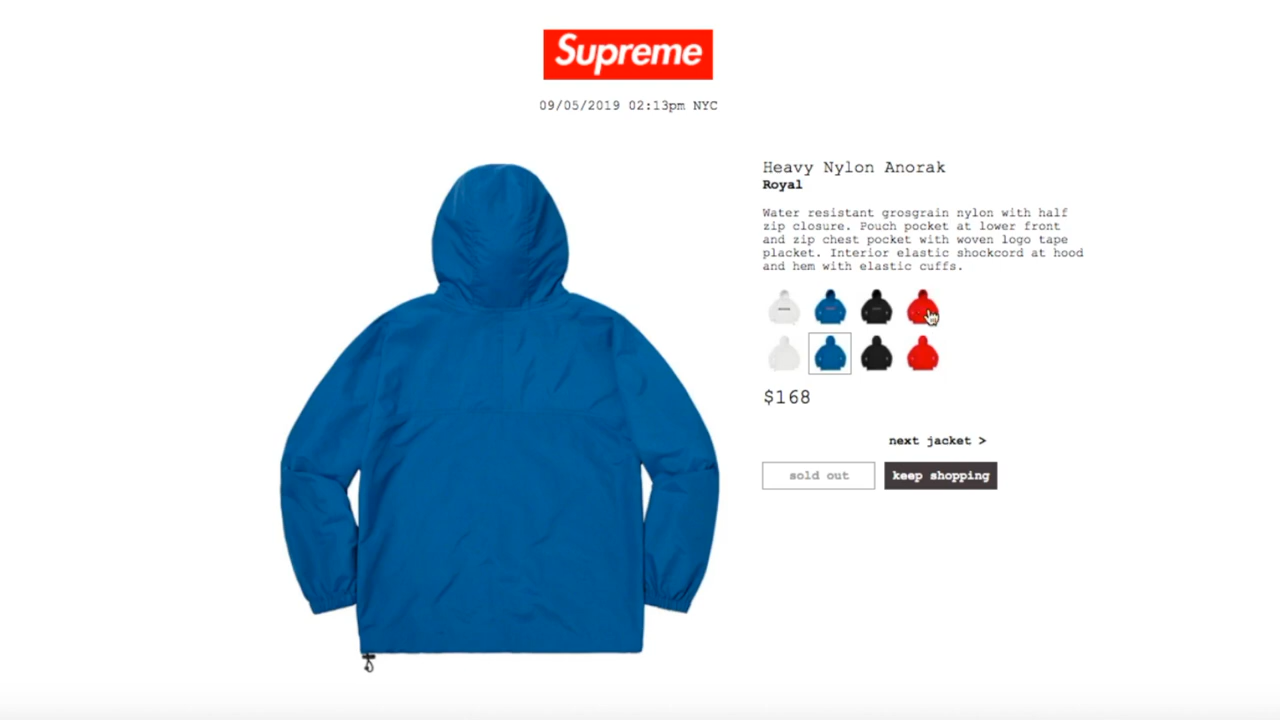 Supreme
09/05/2019 02:13pm NYC
Heavy Nylon Anorak
Royal
Water resistant grosgrain nylon with half
zip closure. Pouch pocket at lower front
and zip chest pocket with woven logo tape
placket. Interior elastic shockcord at hood
and hem with elastic cuffs.
$168
next jacket >
sold out
keep shopping